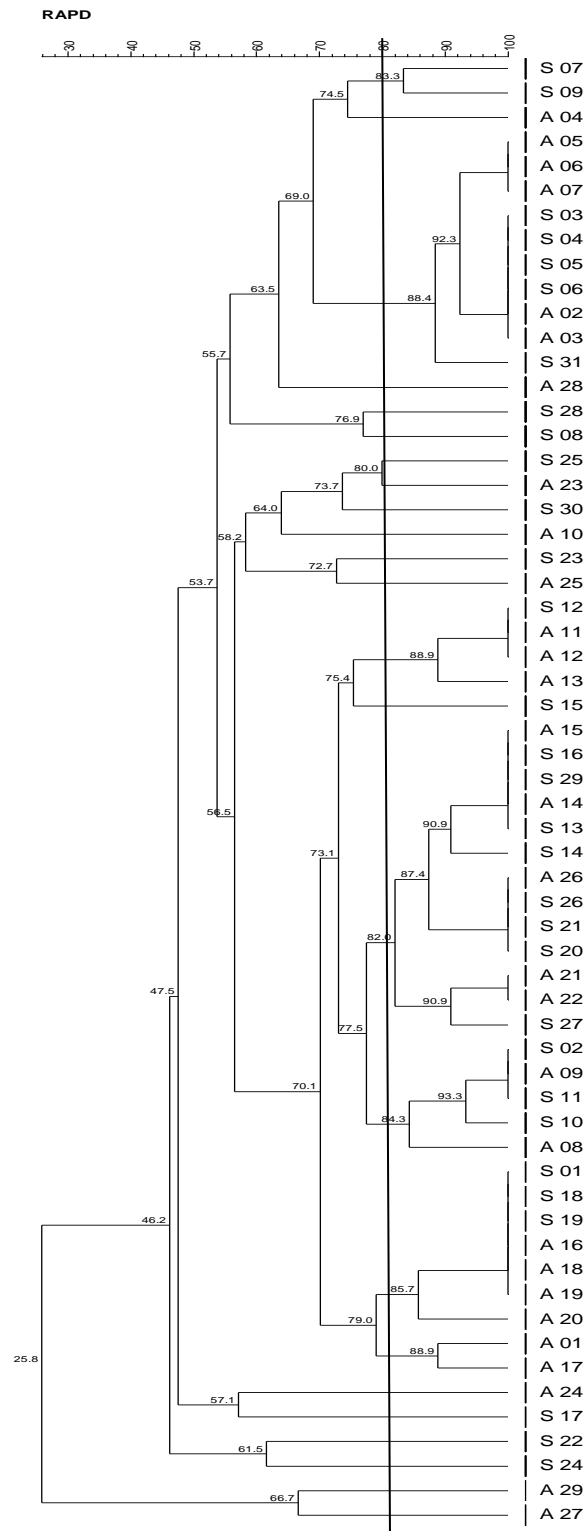 RAPD
30 40 50 60 70 80 90 100
S 07
83.3
S 09
74.5
A 04
A 05
A 06
A 07
69.0
S 03
92.3
S 04
S 05
S 06
63.5
88.4
A 02
A 03
55.7
S 31
A 28
S 28
76.9
S 08
S 25
80.0
A 23
73.7
S 30
64.0
A 10
58.2
S 23
72.7
A 25
53.7
S 12
A 11
88.9
A 12
75.4
A 13
S 15
A 15
S 16
S 29
A 14
56.5
90.9
S 13
S 14
73.1
87.4
A 26
S 26
82.0
S 21
S 20
A 21
47.5
90.9
A 22
77.5
S 27
S 02
A 09
70.1
93.3
S 11
84.3
S 10
A 08
S 01
S 18
46.2
S 19
A 16
A 18
85.7
A 19
79.0
A 20
A 01
25.8
88.9
A 17
A 24
57.1
S 17
S 22
61.5
S 24
A 29
66.7
A 27